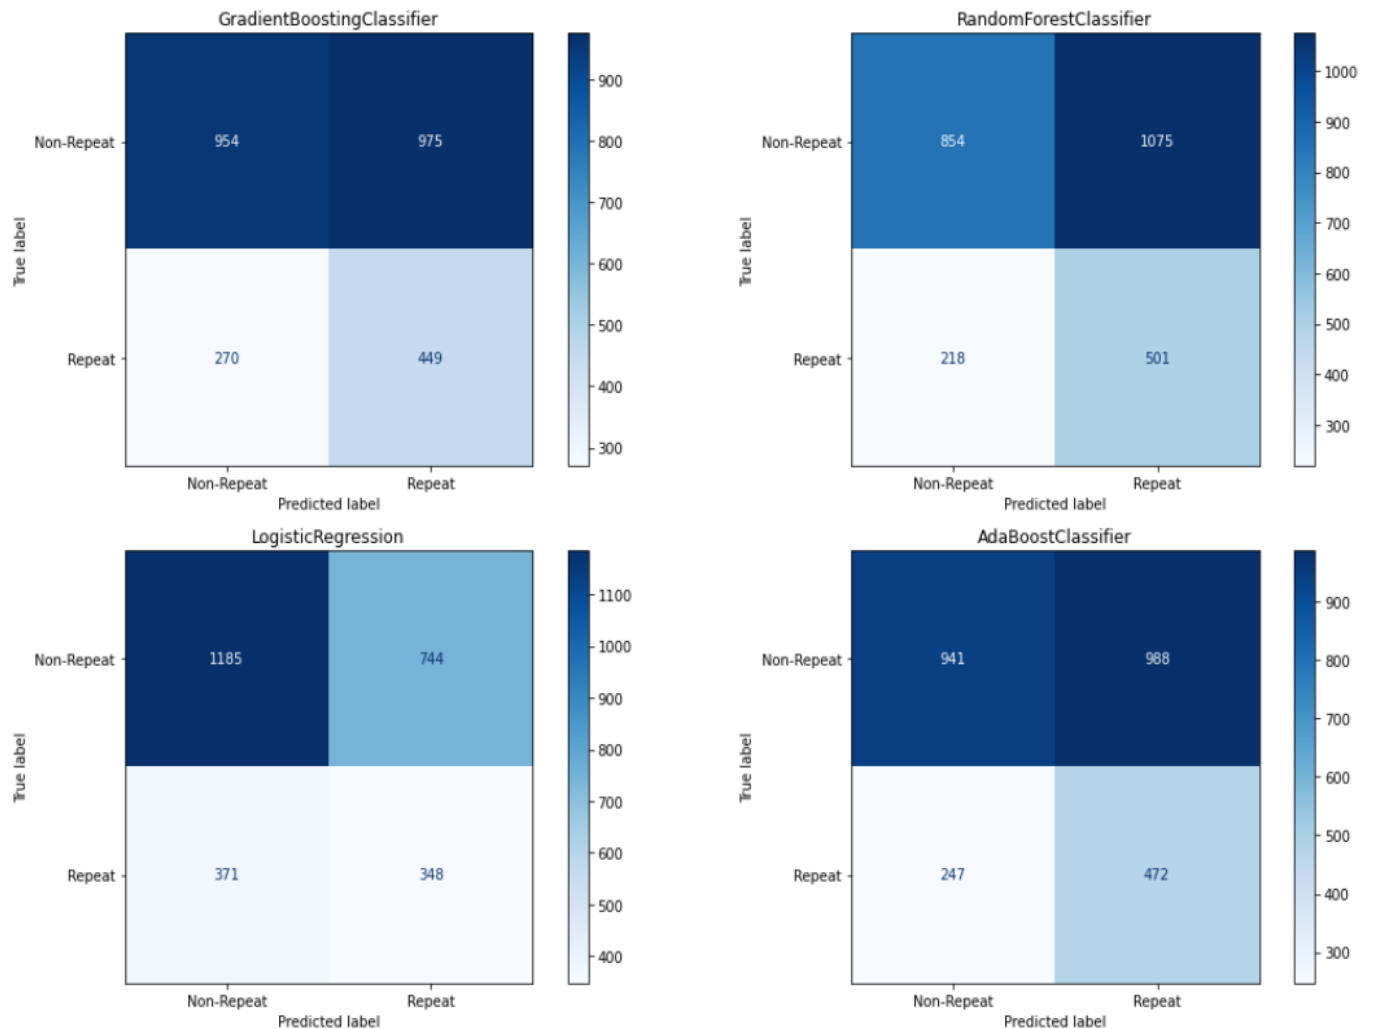 GradientBoostingClassifier
Non-Repeat
954
975
Repeat
270
449
True label
Non-Repeat
Repeat
Predicted label
900
800
700
600
500
400
300
RandomForestClassifier
Non-Repeat
854
1075
Repeat
218
501
True label
Non-Repeat
Repeat
Predicted label
1000
900
800
700
600
500
400
300
LogisticRegression
Non-Repeat
1185
744
Repeat
371
348
True label
Non-Repeat
Repeat
Predicted label
1100
1000
900
800
700
600
500
400
AdaBoostClassifier
Non-Repeat
941
988
Repeat
247
472
True label
Non-Repeat
Repeat
Predicted label
900
800
700
600
500
400
300